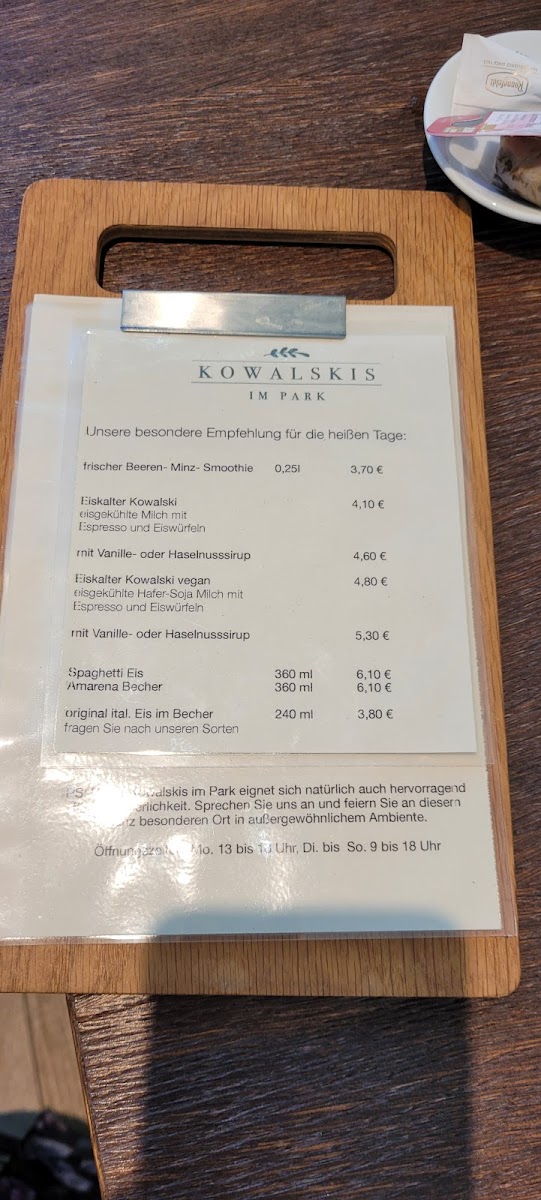 Ronnefeldt
KOWALSKIS
IM PARK
Unsere besondere Empfehlung für die heißen Tage:
frischer Beeren- Minz- Smoothie 0,25l 3,70 €
Eiskalter Kowalski 4,10 €
eisgekühlte Milch mit
Espresso und Eiswürfeln
mit Vanille- oder Haselnusssirup 4,60 €
Eiskalter Kowalski vegan 4,80 €
eisgekühlte Hafer-Soja Milch mit
Espresso und Eiswürfeln
mit Vanille- oder Haselnusssirup 5,30 €
Spaghetti Eis 360 ml 6,10 €
Amarena Becher 360 ml 6,10 €
original ital. Eis im Becher 240 ml 3,80 €
fragen Sie nach unseren Sorten
Kowalskis im Park eignet sich natürlich auch hervorragend
Sprechen Sie uns an und feiern Sie an diesem
besonderen Ort in außergewöhnlichem Ambiente.
Öffnungszeiten Mo. 13 bis 18 Uhr, Di. bis So. 9 bis 18 Uhr